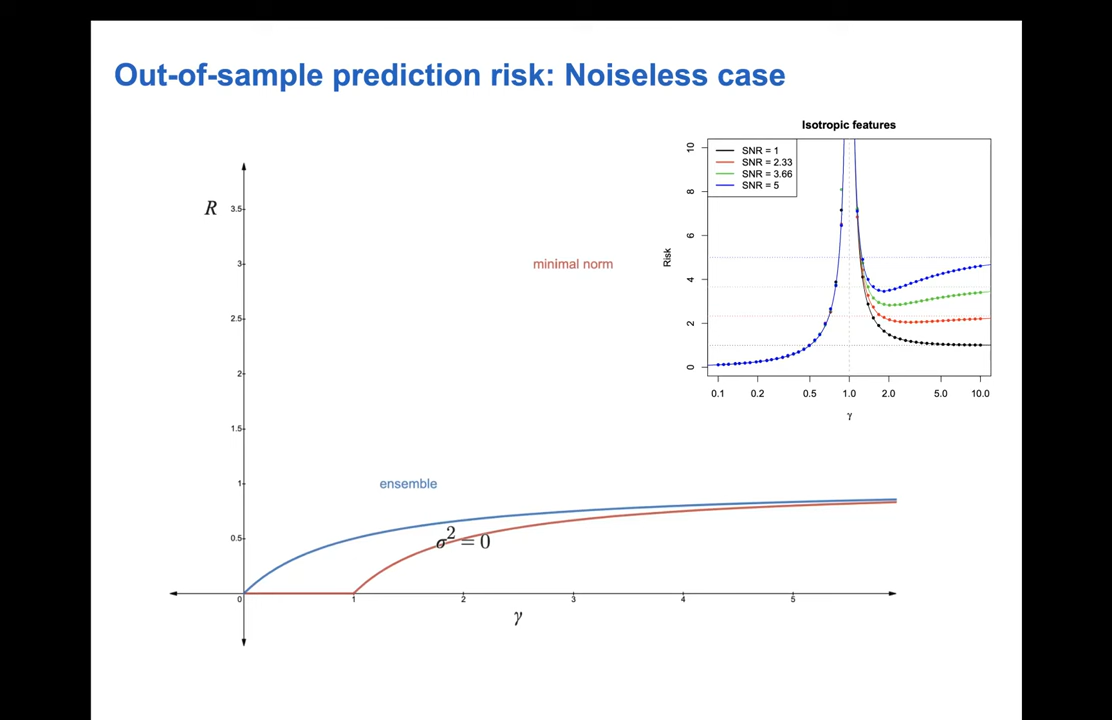 Out-of-sample prediction risk: Noiseless case
Isotropic features
SNR = 1
SNR = 2.33
SNR = 3.66
SNR = 5
10
8
6
4
2
0
Risk
0.1 0.2 0.5 1.0 2.0 5.0 10.0
γ
R
3.5
3
2.5
2
1.5
1
0.5
minimal norm
ensemble
σ² = 0
0 1 2 3 4 5
γ